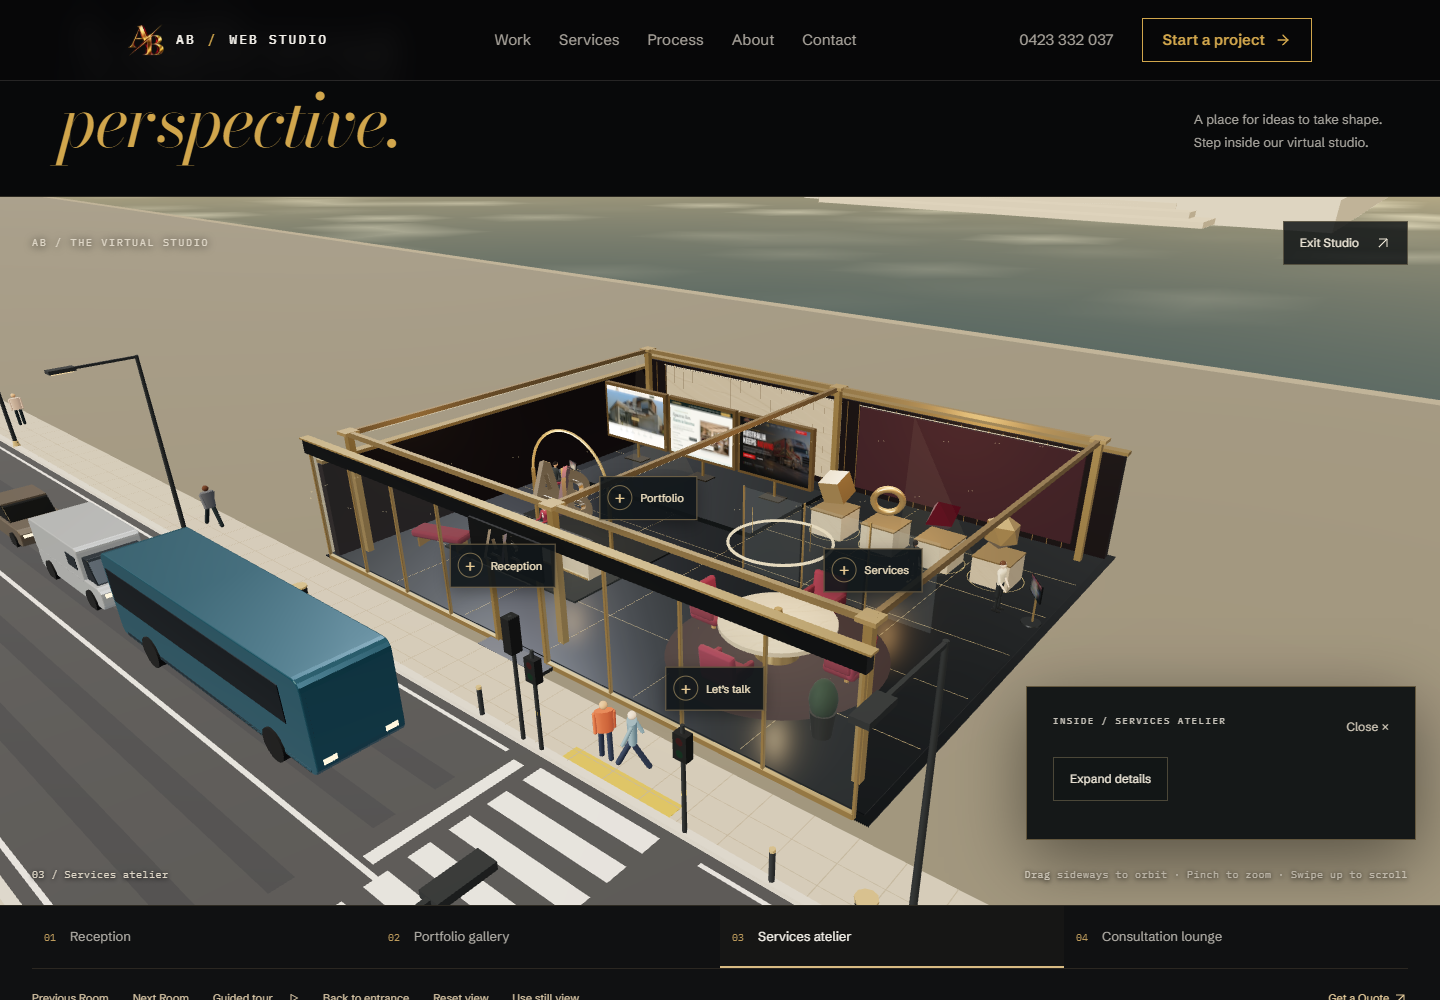 AB
AB / WEB STUDIO
Work
Services
Process
About
Contact
0423 332 037
Start a project →
perspective.
A place for ideas to take shape.
Step inside our virtual studio.
AB / THE VIRTUAL STUDIO
Exit Studio
AUSTRALIA
+ Portfolio
+ Reception
+ Services
+ Let's talk
INSIDE / SERVICES ATELIER
Close ×
Expand details
03 / Services atelier
Drag sideways to orbit · Pinch to zoom · Swipe up to scroll
01 Reception
02 Portfolio gallery
03 Services atelier
04 Consultation lounge
Previous Room
Next Room
Guided tour
Back to entrance
Reset view
Use still view
Get a Quote